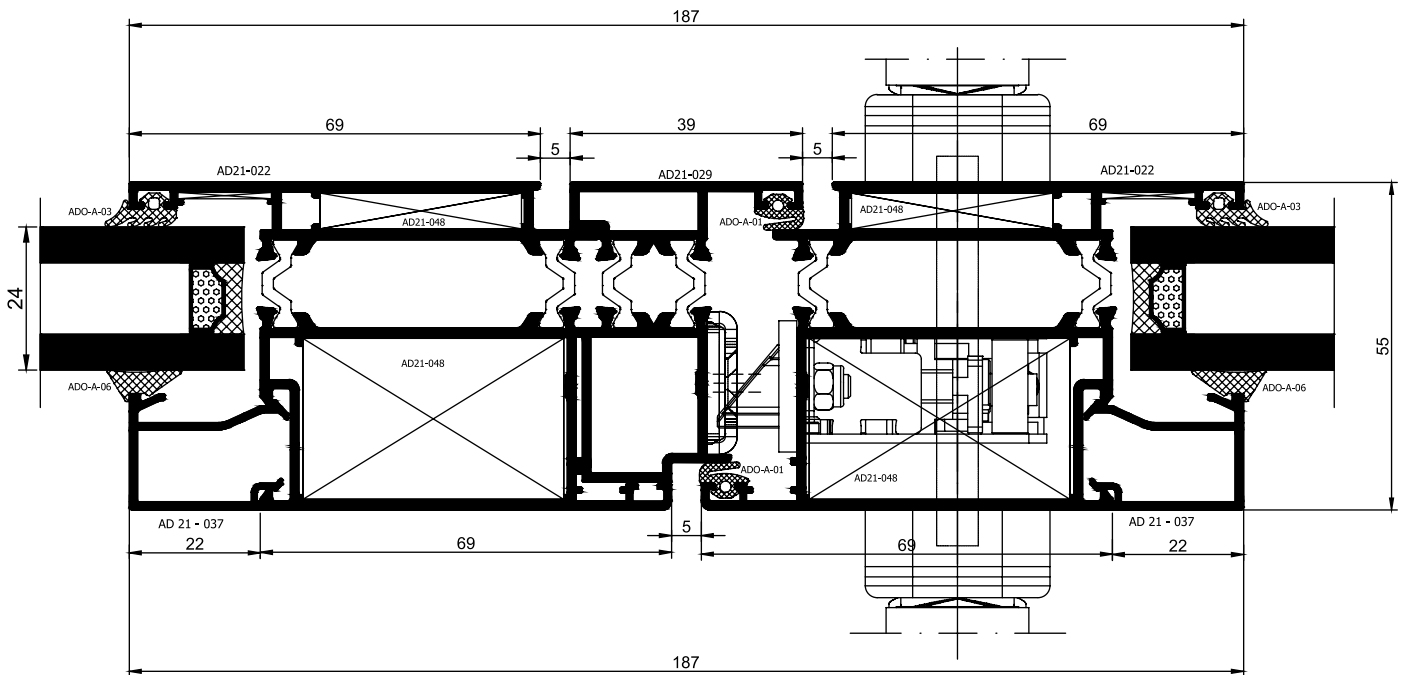 187
69
39
69
5
5
AD21-022
AD21-029
AD21-022
ADO-A-03
AD21-048
ADO-A-01
AD21-048
ADO-A-03
24
55
ADO-A-06
AD21-048
ADO-A-06
ADO-A-01
AD21-048
AD 21 - 037
AD 21 - 037
22
69
5
69
22
187